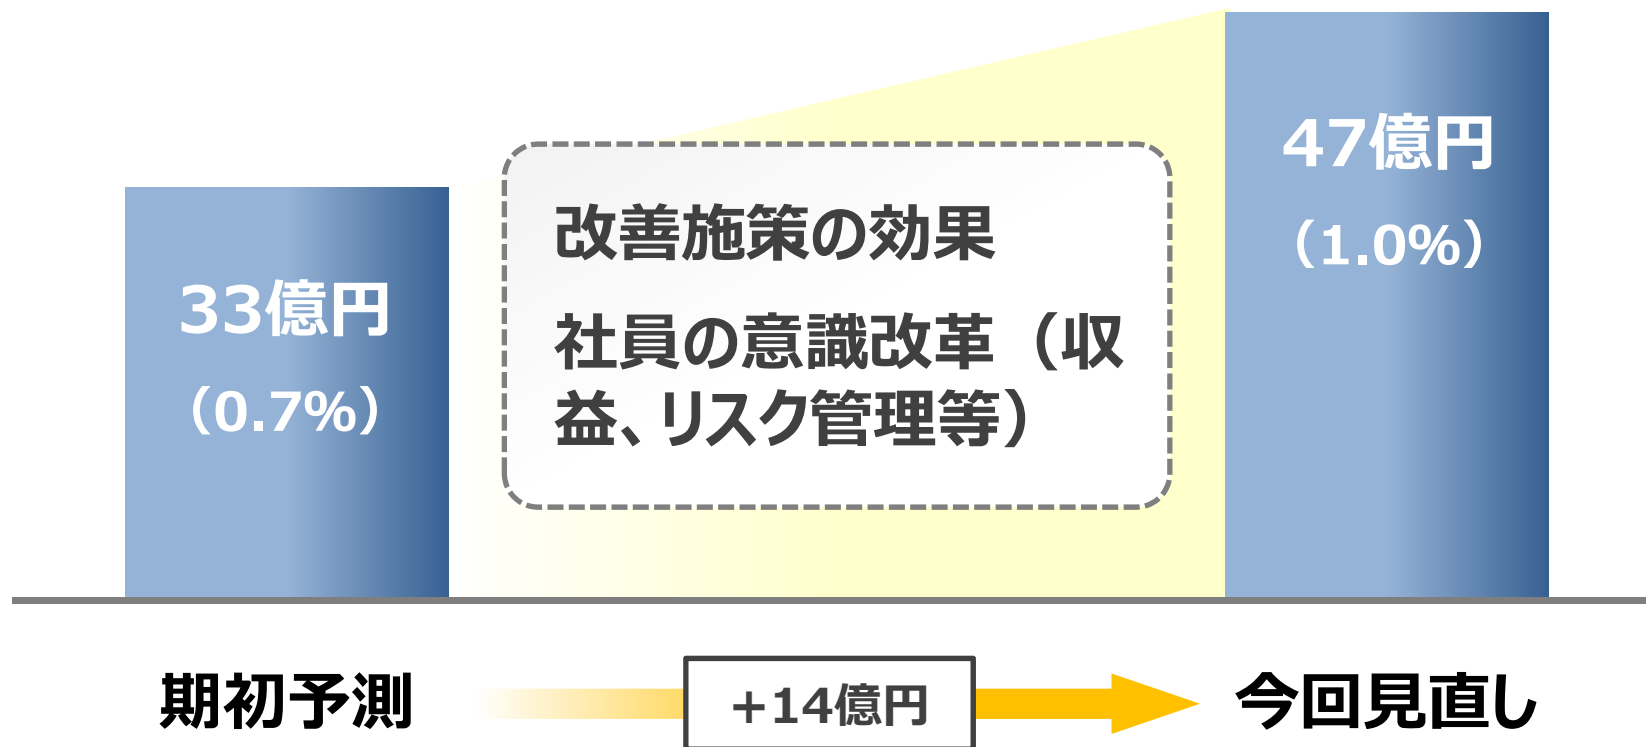 47億円
（1.0%）
33億円
（0.7%）
改善施策の効果
社員の意識改革（収
益、リスク管理等）
期初予測
+14億円
今回見直し